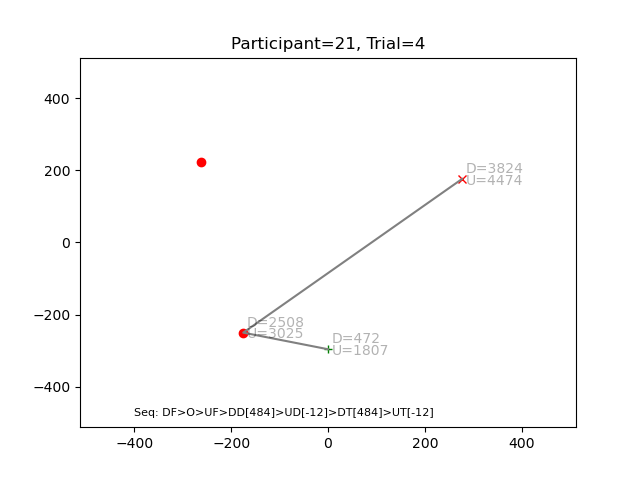 Participant=21, Trial=4
400
200
0
−200
−400
D=3824
U=4474
D=2508
U=3025
D=472
U=1807
Seq: DF>O>UF>DD[484]>UD[-12]>DT[484]>UT[-12]
−400
−200
0
200
400